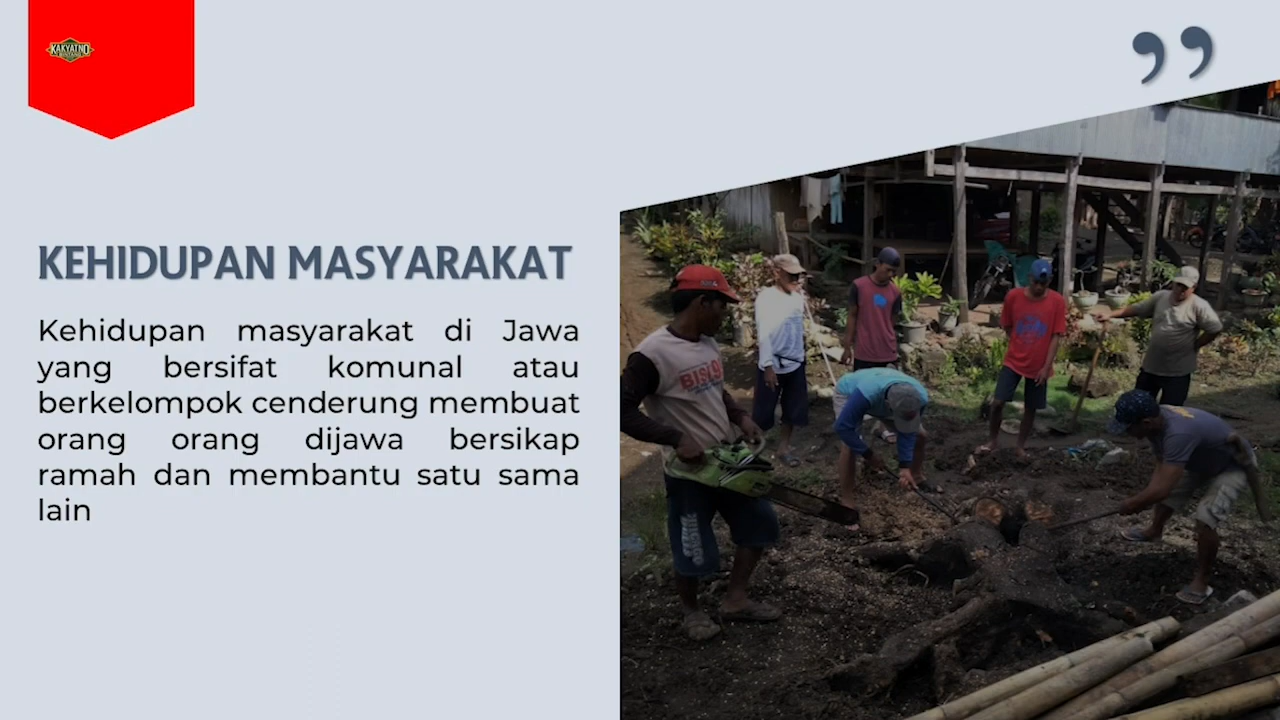 KAKYATNO
”
KEHIDUPAN MASYARAKAT
Kehidupan masyarakat di Jawa
yang bersifat komunal atau
berkelompok cenderung membuat
orang orang dijawa bersikap
ramah dan membantu satu sama
lain